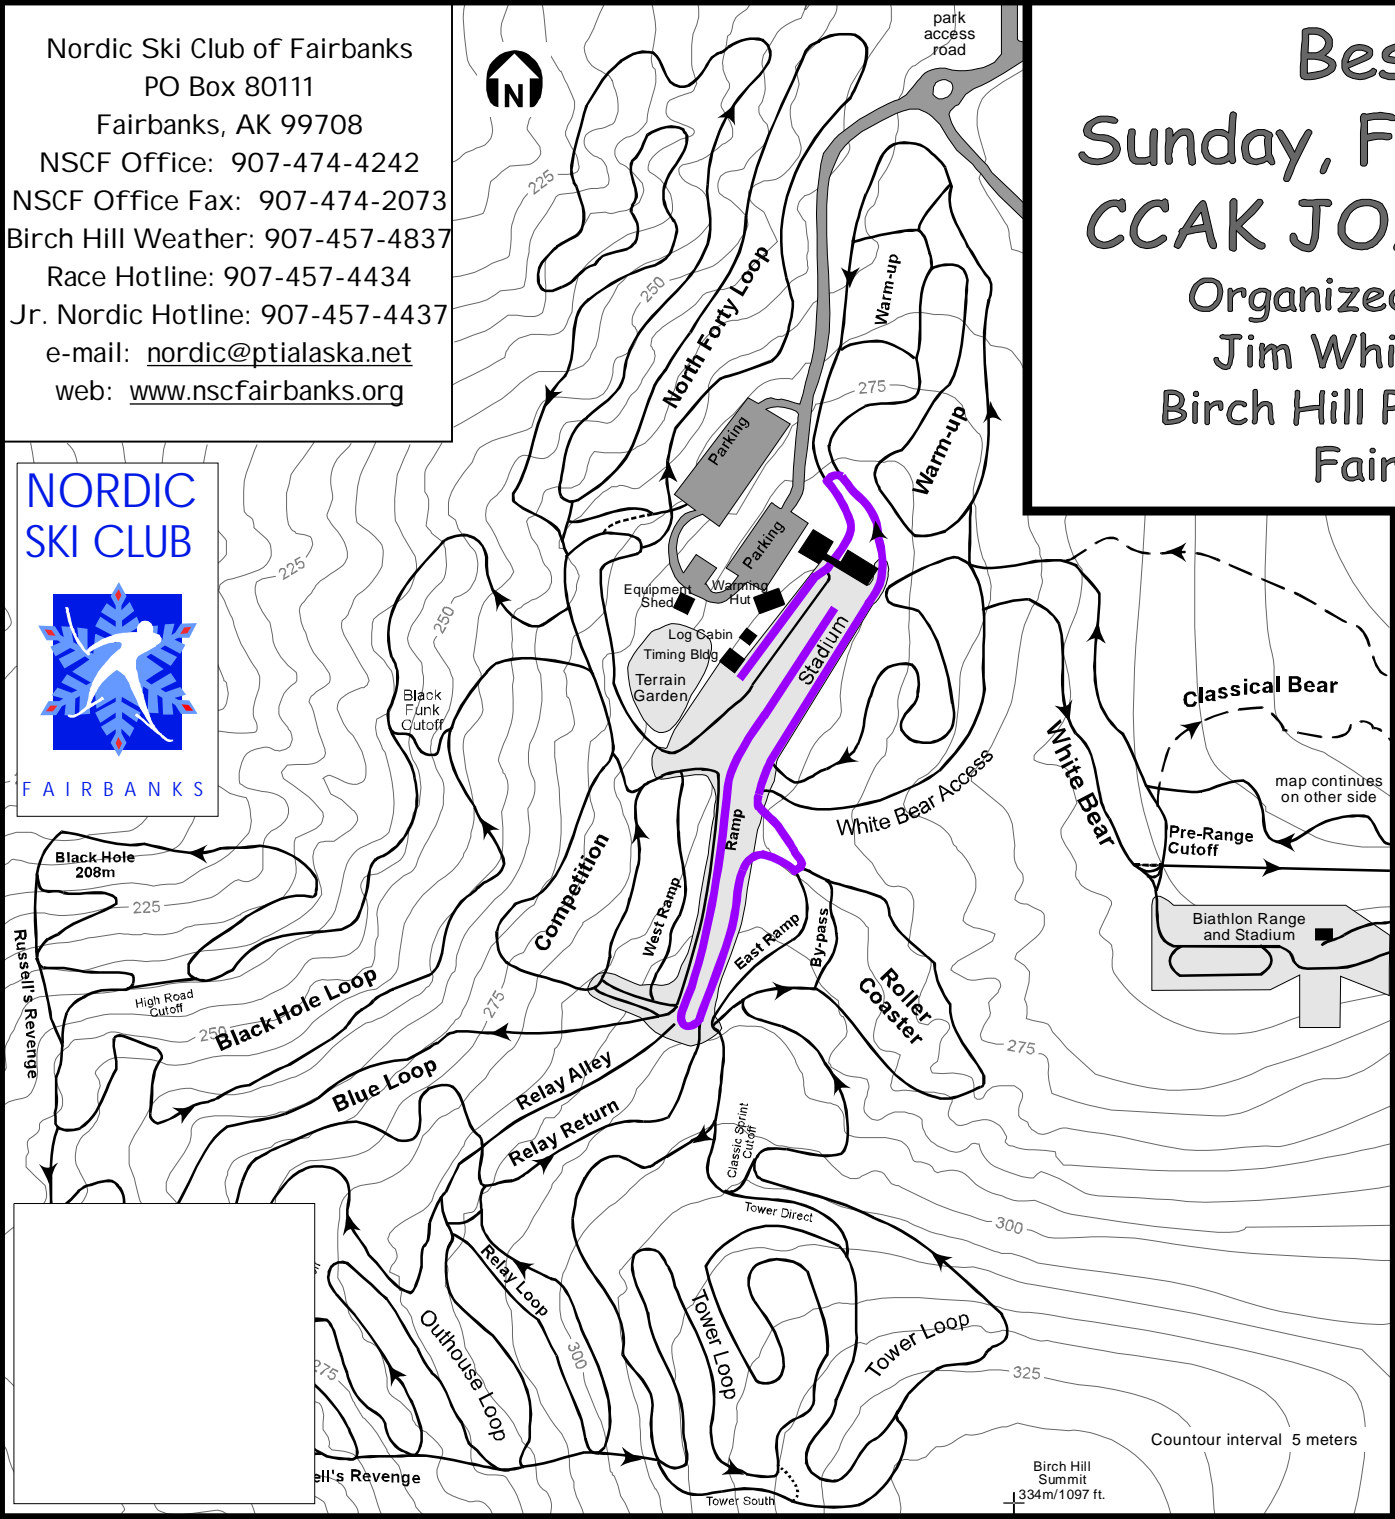 Nordic Ski Club of Fairbanks
PO Box 80111
Fairbanks, AK 99708
NSCF Office: 907-474-4242
NSCF Office Fax: 907-474-2073
Birch Hill Weather: 907-457-4837
Race Hotline: 907-457-4434
Jr. Nordic Hotline: 907-457-4437
e-mail: nordic@ptialaska.net
web: www.nscfairbanks.org
N
park
access
road
Bes
Sunday, F
CCAK JO
Organized
Jim Whi
Birch Hill P
Fair
NORDIC
SKI CLUB
FAIRBANKS
225
250
North Forty Loop
Warm-up
275
Warm-up
Parking
Parking
Equipment
Shed
Warming
Hut
Log Cabin
Timing Bldg
Terrain
Garden
Stadium
225
250
Black
Funk
Cutoff
Classical Bear
White Bear
map continues
on other side
White Bear Access
Pre-Range
Cutoff
Ramp
Black Hole
208m
225
Competition
West Ramp
East Ramp
By-pass
Roller
Coaster
Biathlon Range
and Stadium
Russell's Revenge
High Road
Cutoff
250
Black Hole Loop
275
275
Blue Loop
Relay Alley
Relay Return
Classic Sprint
Cutoff
Tower Direct
300
Relay Loop
Outhouse Loop
300
Tower Loop
Tower Loop
275
325
Countour interval 5 meters
ell's Revenge
Tower South
Birch Hill
Summit
334m/1097 ft.